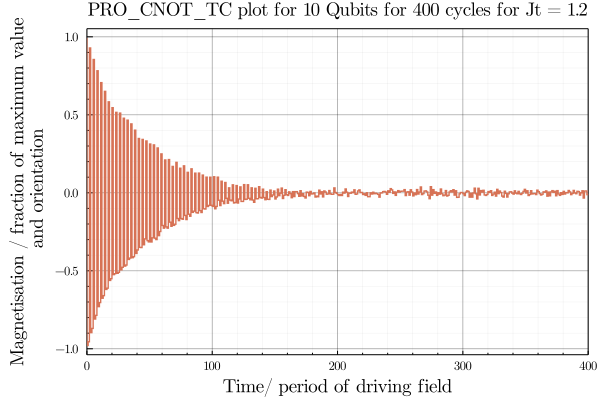 PRO_CNOT_TC plot for 10 Qubits for 400 cycles for Jt = 1.2
Magnetisation / fraction of maximum value
and orientation
1.0
0.5
0.0
−0.5
−1.0
0
100
200
300
400
Time/ period of driving field